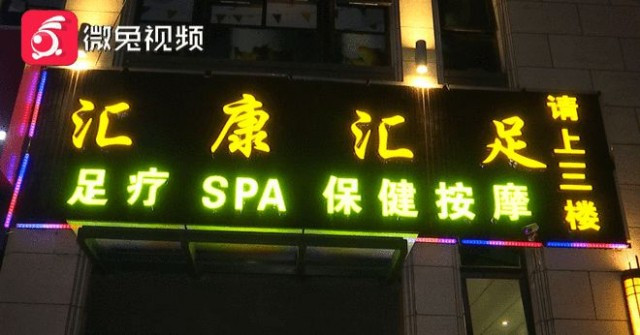 微兔视频
汇康汇足
足疗 SPA 保健按摩
请上三楼